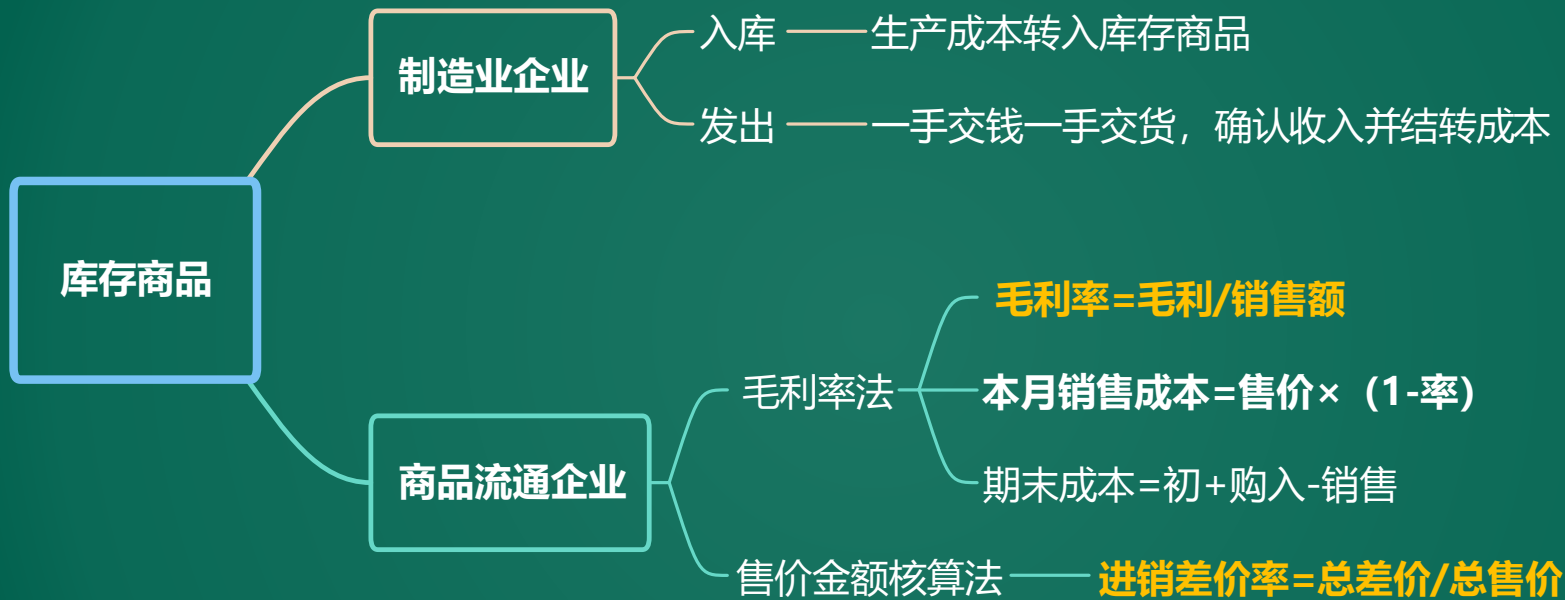 库存商品
制造业企业
入库
生产成本转入库存商品
发出
一手交钱一手交货，确认收入并结转成本
商品流通企业
毛利率法
毛利率=毛利/销售额
本月销售成本=售价×（1-率）
期末成本=初+购入-销售
售价金额核算法
进销差价率=总差价/总售价